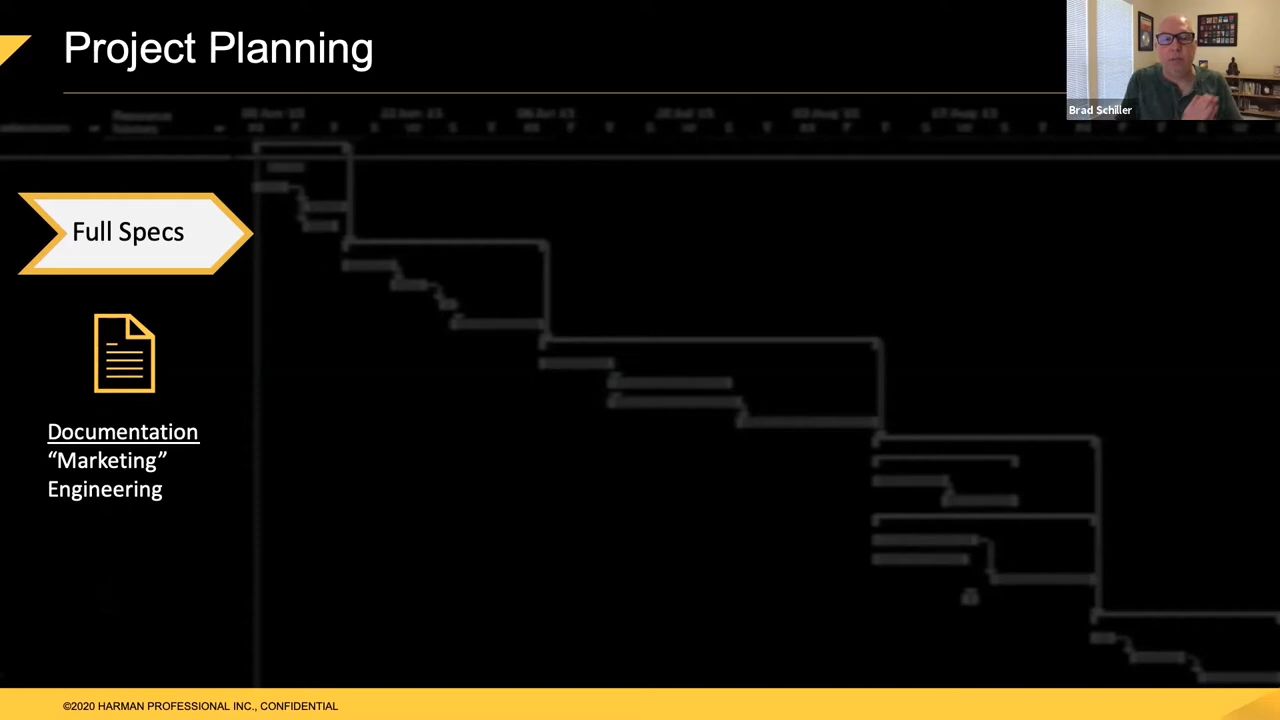 Project Planning
Brad Schiller
Full Specs
Documentation
“Marketing”
Engineering
©2020 HARMAN PROFESSIONAL INC., CONFIDENTIAL